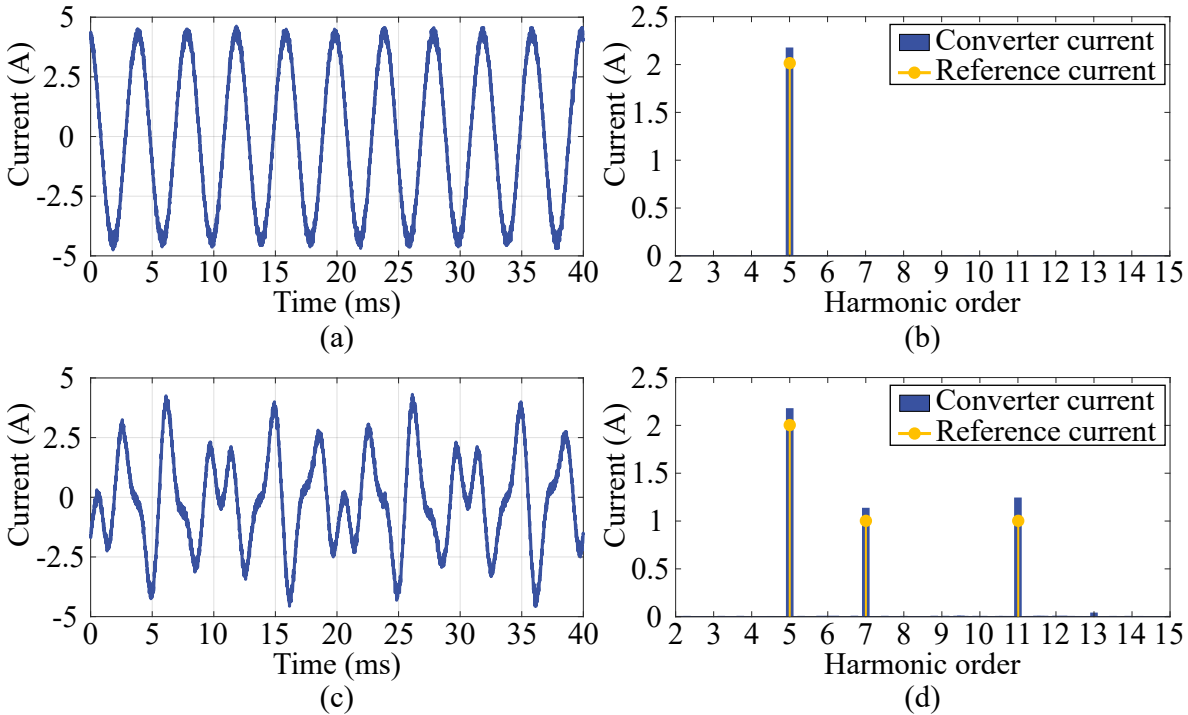 5
2.5
0
-2.5
-5
Current (A)
0 5 10 15 20 25 30 35 40
Time (ms)
(a)
2.5
2
1.5
1
0.5
0
Current (A)
Converter current
Reference current
2 3 4 5 6 7 8 9 10 11 12 13 14 15
Harmonic order
(b)
5
2.5
0
-2.5
-5
Current (A)
0 5 10 15 20 25 30 35 40
Time (ms)
(c)
2.5
2
1.5
1
0.5
0
Current (A)
Converter current
Reference current
2 3 4 5 6 7 8 9 10 11 12 13 14 15
Harmonic order
(d)